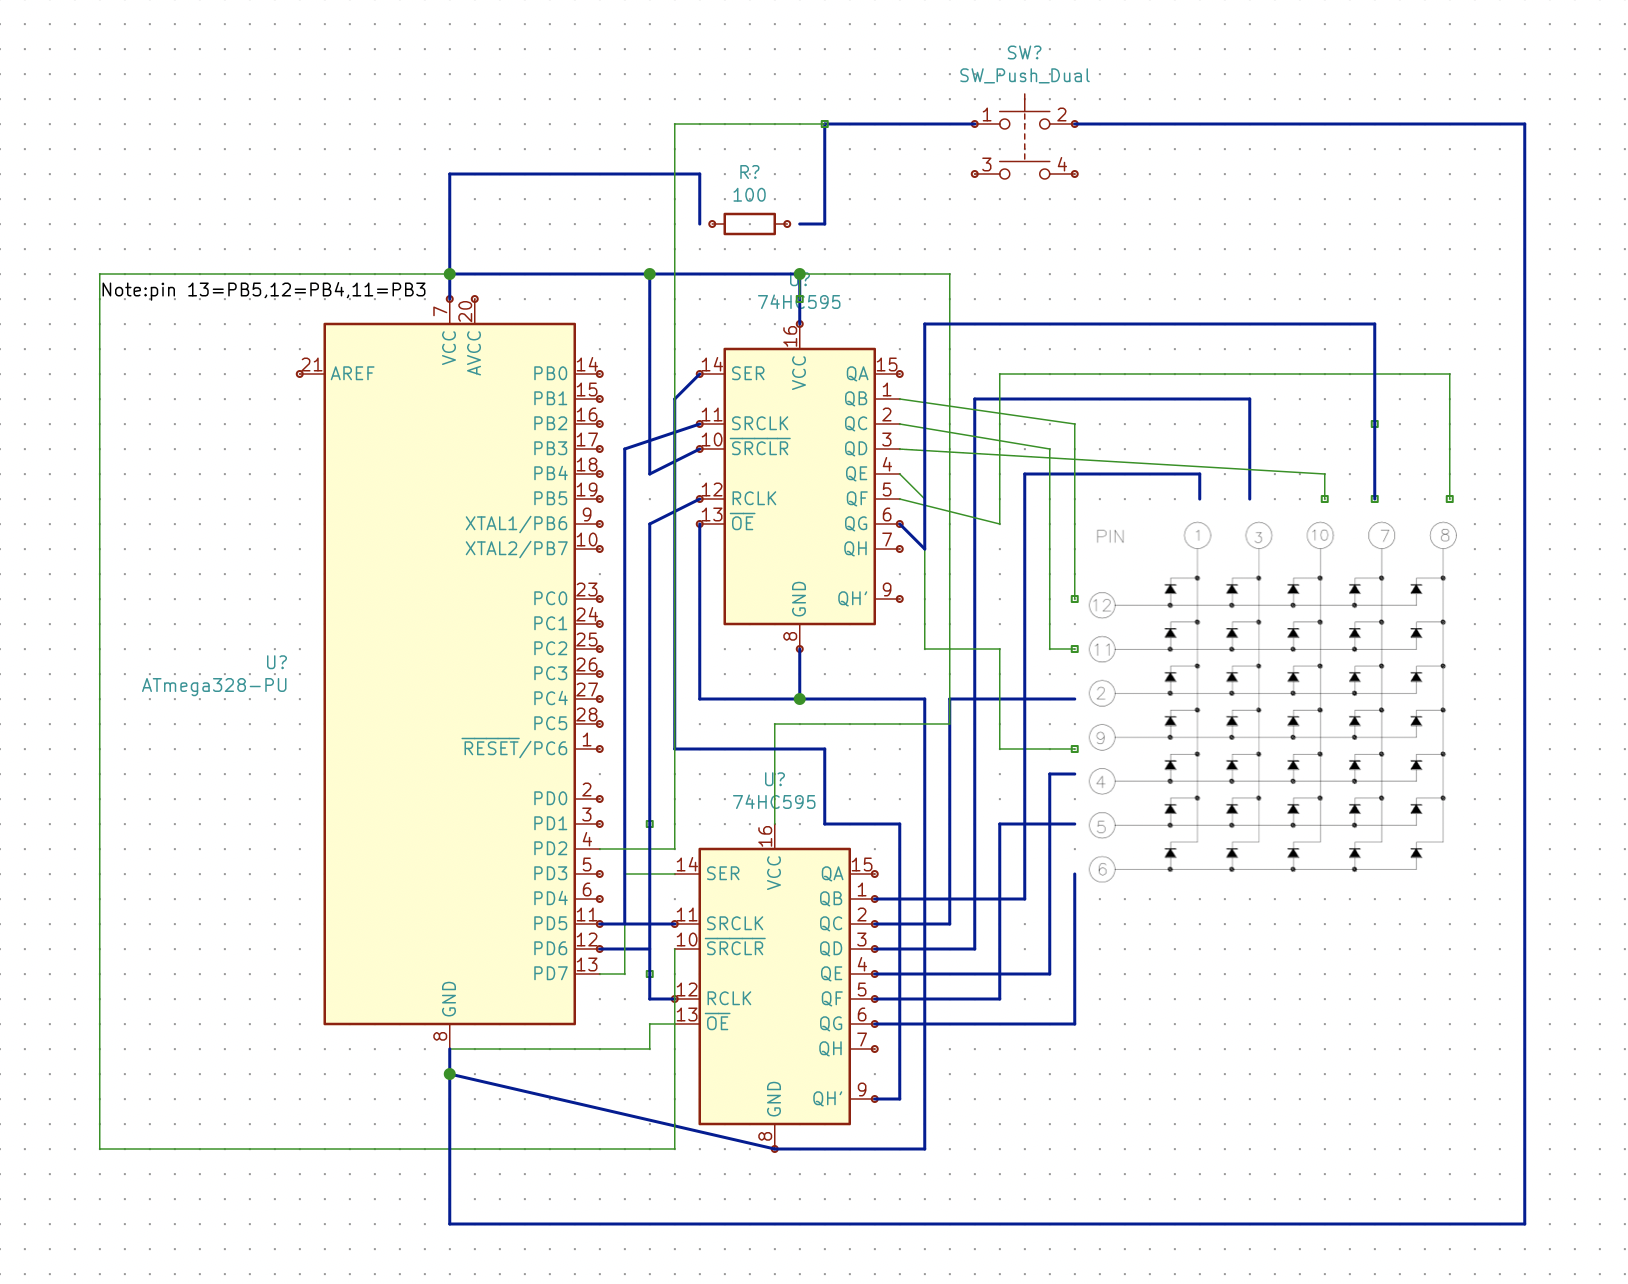 SW?
SW_Push_Dual
1
2
3
4
R?
100
Note:pin 13=PB5,12=PB4,11=PB3
U?
74HC595
7
20
16
VCC
AVCC
VCC
21
AREF
14
PB0
15
PB1
16
PB2
17
PB3
18
PB4
19
PB5
9
XTAL1/PB6
10
XTAL2/PB7
23
PC0
24
PC1
25
PC2
26
PC3
27
PC4
28
PC5
1
RESET/PC6
2
PD0
3
PD1
4
PD2
5
PD3
6
PD4
11
PD5
12
PD6
13
PD7
GND
8
U?
ATmega328-PU
14
SER
11
SRCLK
10
SRCLR
12
RCLK
13
OE
QA
15
QB
1
QC
2
QD
3
QE
4
QF
5
QG
6
QH
7
QH'
9
GND
8
U?
74HC595
16
VCC
14
SER
11
SRCLK
10
SRCLR
12
RCLK
13
OE
QA
15
QB
1
QC
2
QD
3
QE
4
QF
5
QG
6
QH
7
QH'
9
GND
8
PIN
1
3
10
7
8
12
11
2
9
4
5
6